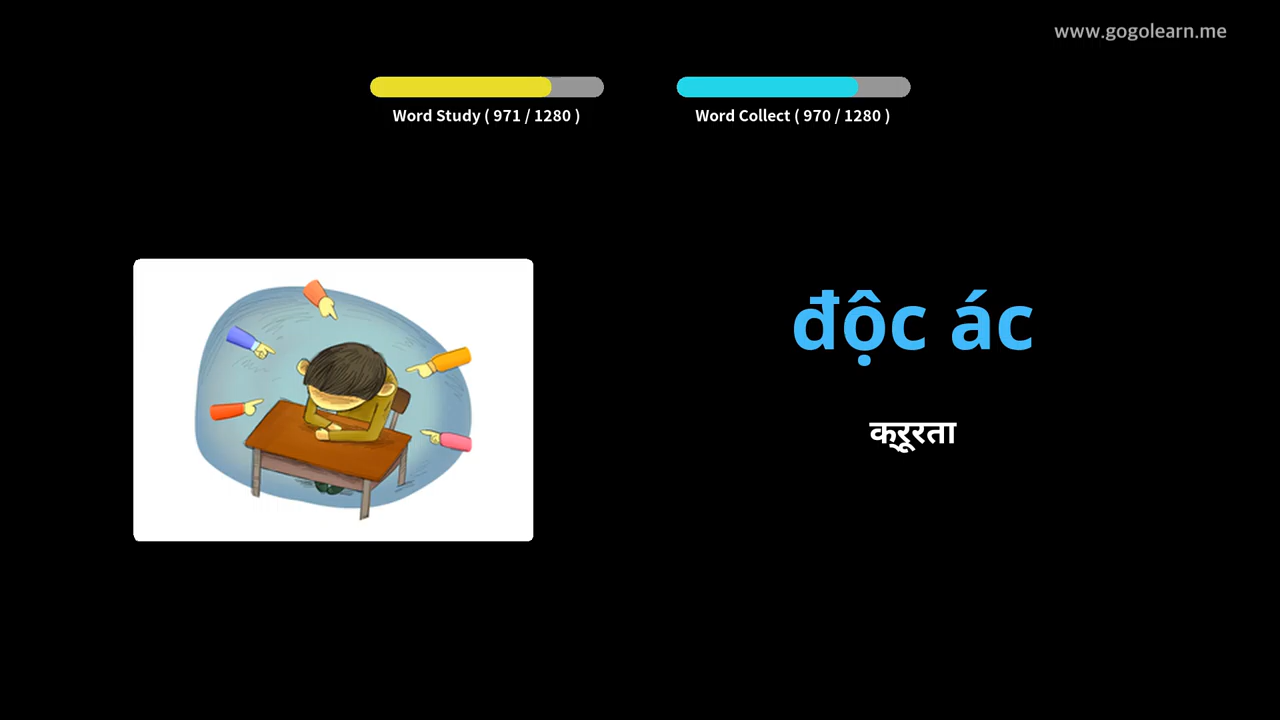 www.gogolearn.me
Word Study ( 971 / 1280 )
Word Collect ( 970 / 1280 )
độc ác
क्रूरता